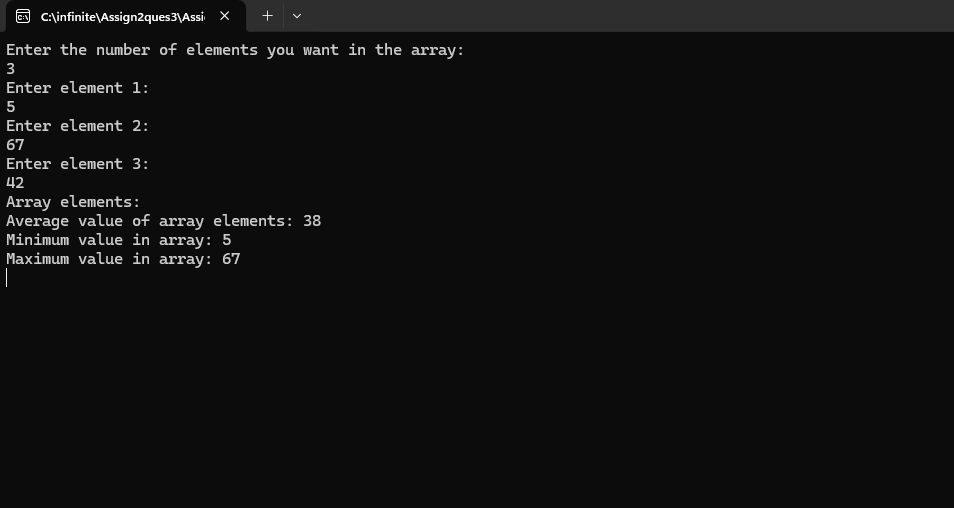 C:\infinite\Assign2ques3\Assi
Enter the number of elements you want in the array:
3
Enter element 1:
5
Enter element 2:
67
Enter element 3:
42
Array elements:
Average value of array elements: 38
Minimum value in array: 5
Maximum value in array: 67